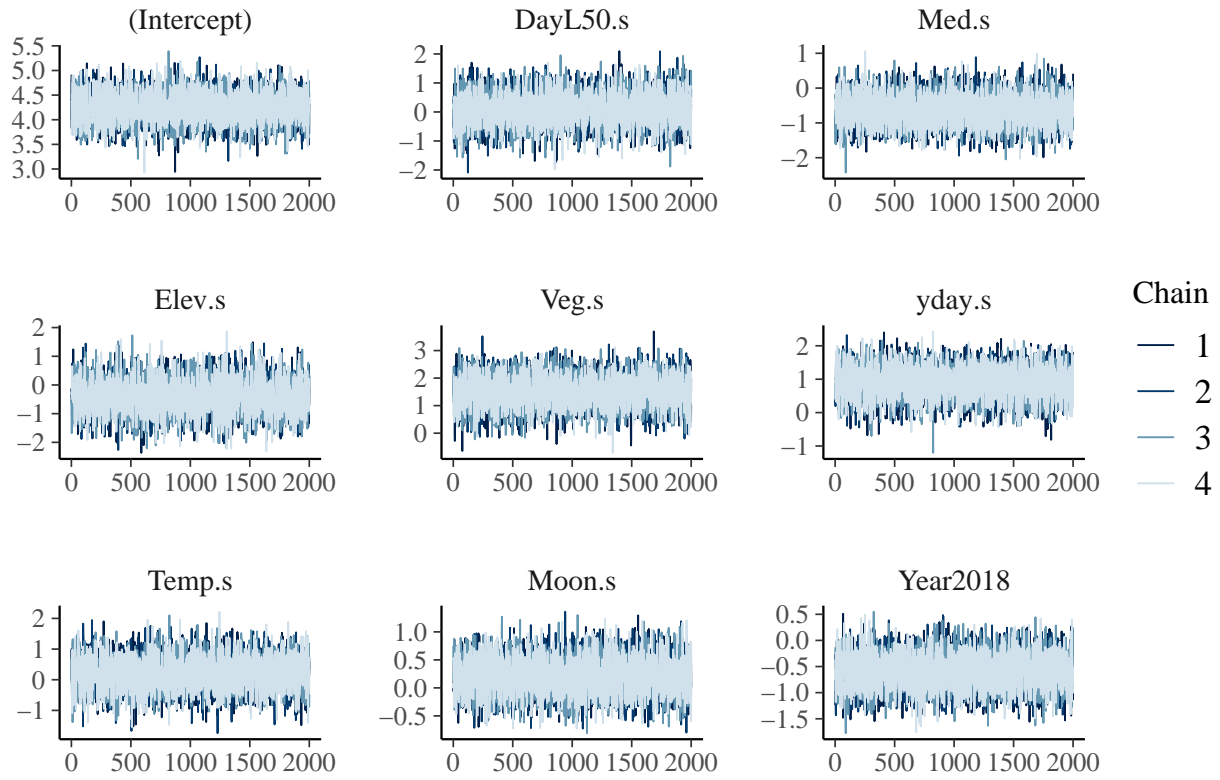 (Intercept) DayL50.s Med.s
5.5 5.0 4.5 4.0 3.5 3.0
2 1 0 −1 −2
0 −1 −2
0 500 1000 1500 2000 0 500 1000 1500 2000 0 500 1000 1500 2000
Elev.s Veg.s yday.s
2 1 0 −1 −2
3 2 1 0
2 1 0 −1
0 500 1000 1500 2000 0 500 1000 1500 2000 0 500 1000 1500 2000
Chain
1
2
3
4
Temp.s Moon.s Year2018
2 1 0 −1
1.0 0.5 0.0 −0.5
0.5 0.0 −0.5 −1.0 −1.5
0 500 1000 1500 2000 0 500 1000 1500 2000 0 500 1000 1500 2000